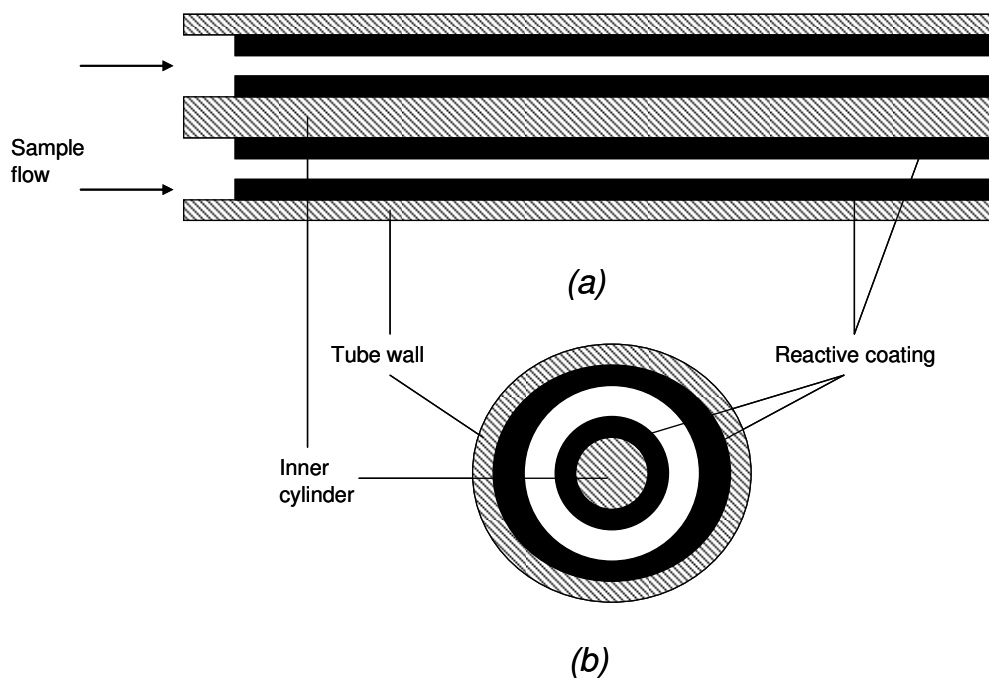 Sample
flow
(a)
Tube wall
Reactive coating
Inner
cylinder
(b)